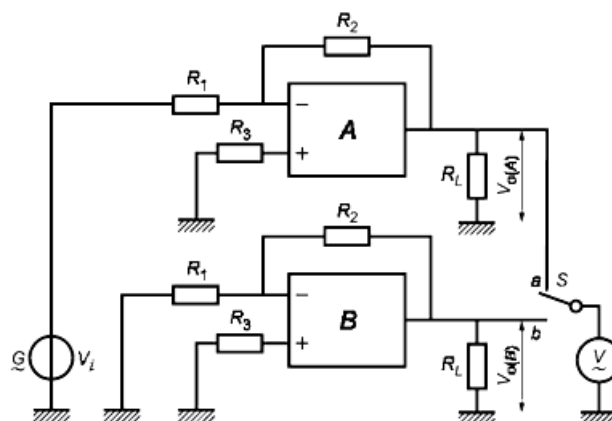 R2
R1
−
A
R3
+
RL
Vo(A)
R2
a S
R1
−
B
R3
+
b
G
~
Vi
RL
Vo(B)
V
~